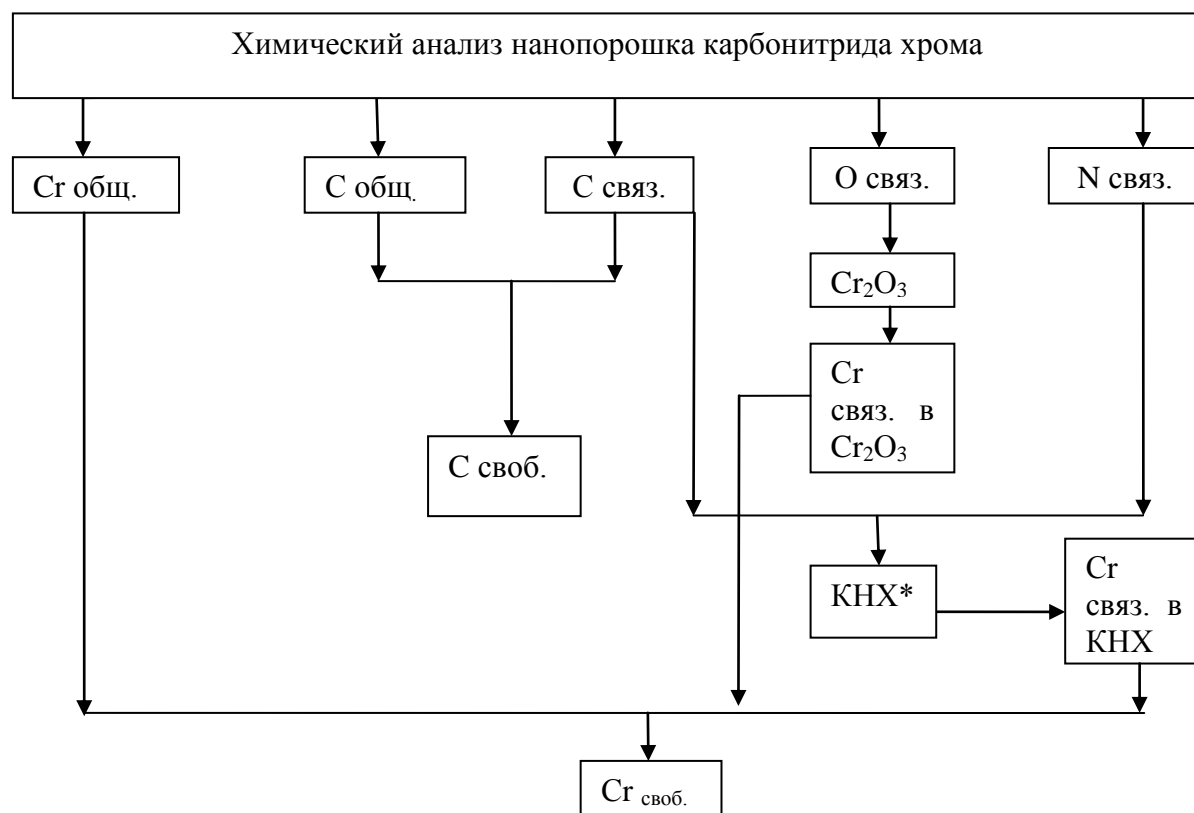 Химический анализ нанопорошка карбонитрида хрома
Cr общ.
С общ.
С связ.
О связ.
N связ.
Cr₂O₃
Cr
связ. в
Cr₂O₃
С своб.
КНХ*
Cr
связ. в
КНХ
Cr своб.